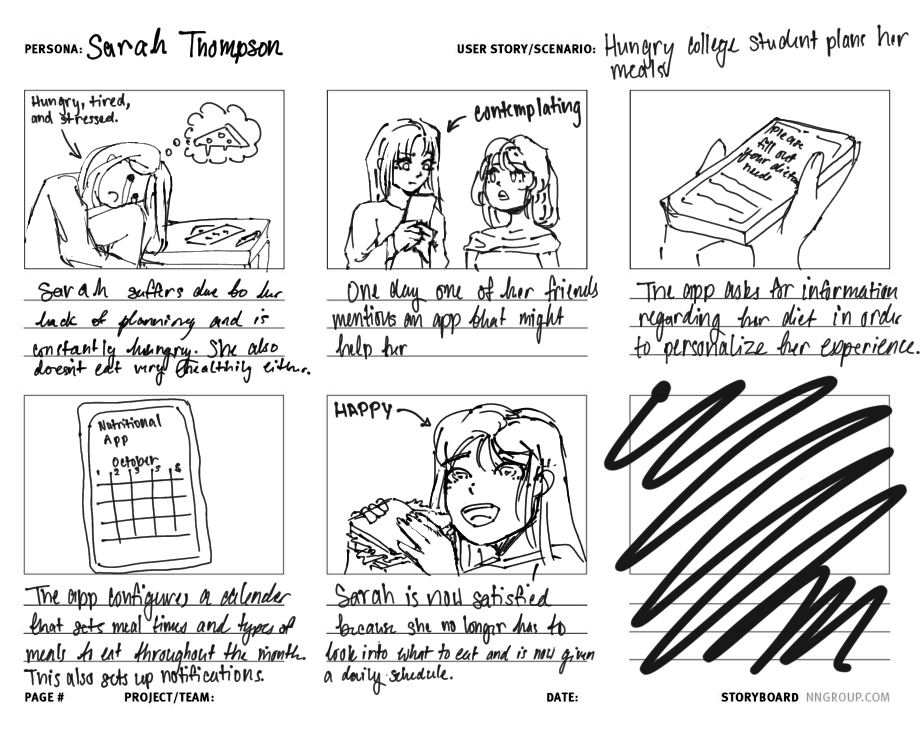 PERSONA: Sarah Thompson
USER STORY/SCENARIO: Hungry college student plans her
meals
Hungry, tired,
and stressed.
Sarah suffers due to her
lack of planning and is
constantly hungry. She also
doesn't eat very healthily either.
contemplating
One day one of her friends
mentions an app that might
help her
please
fill out
your diet
needs
The app asks for information
regarding her diet in order
to personalize her experience.
Nutritional
App
October
1 2 3 5 6
The app configures a calender
that sets meal times and types of
meals to eat throughout the month.
This also sets up notifications.
HAPPY
Sarah is now satisfied
because she no longer has to
look into what to eat and is now given
a daily schedule.
PAGE #
PROJECT/TEAM:
DATE:
STORYBOARD NNGROUP.COM